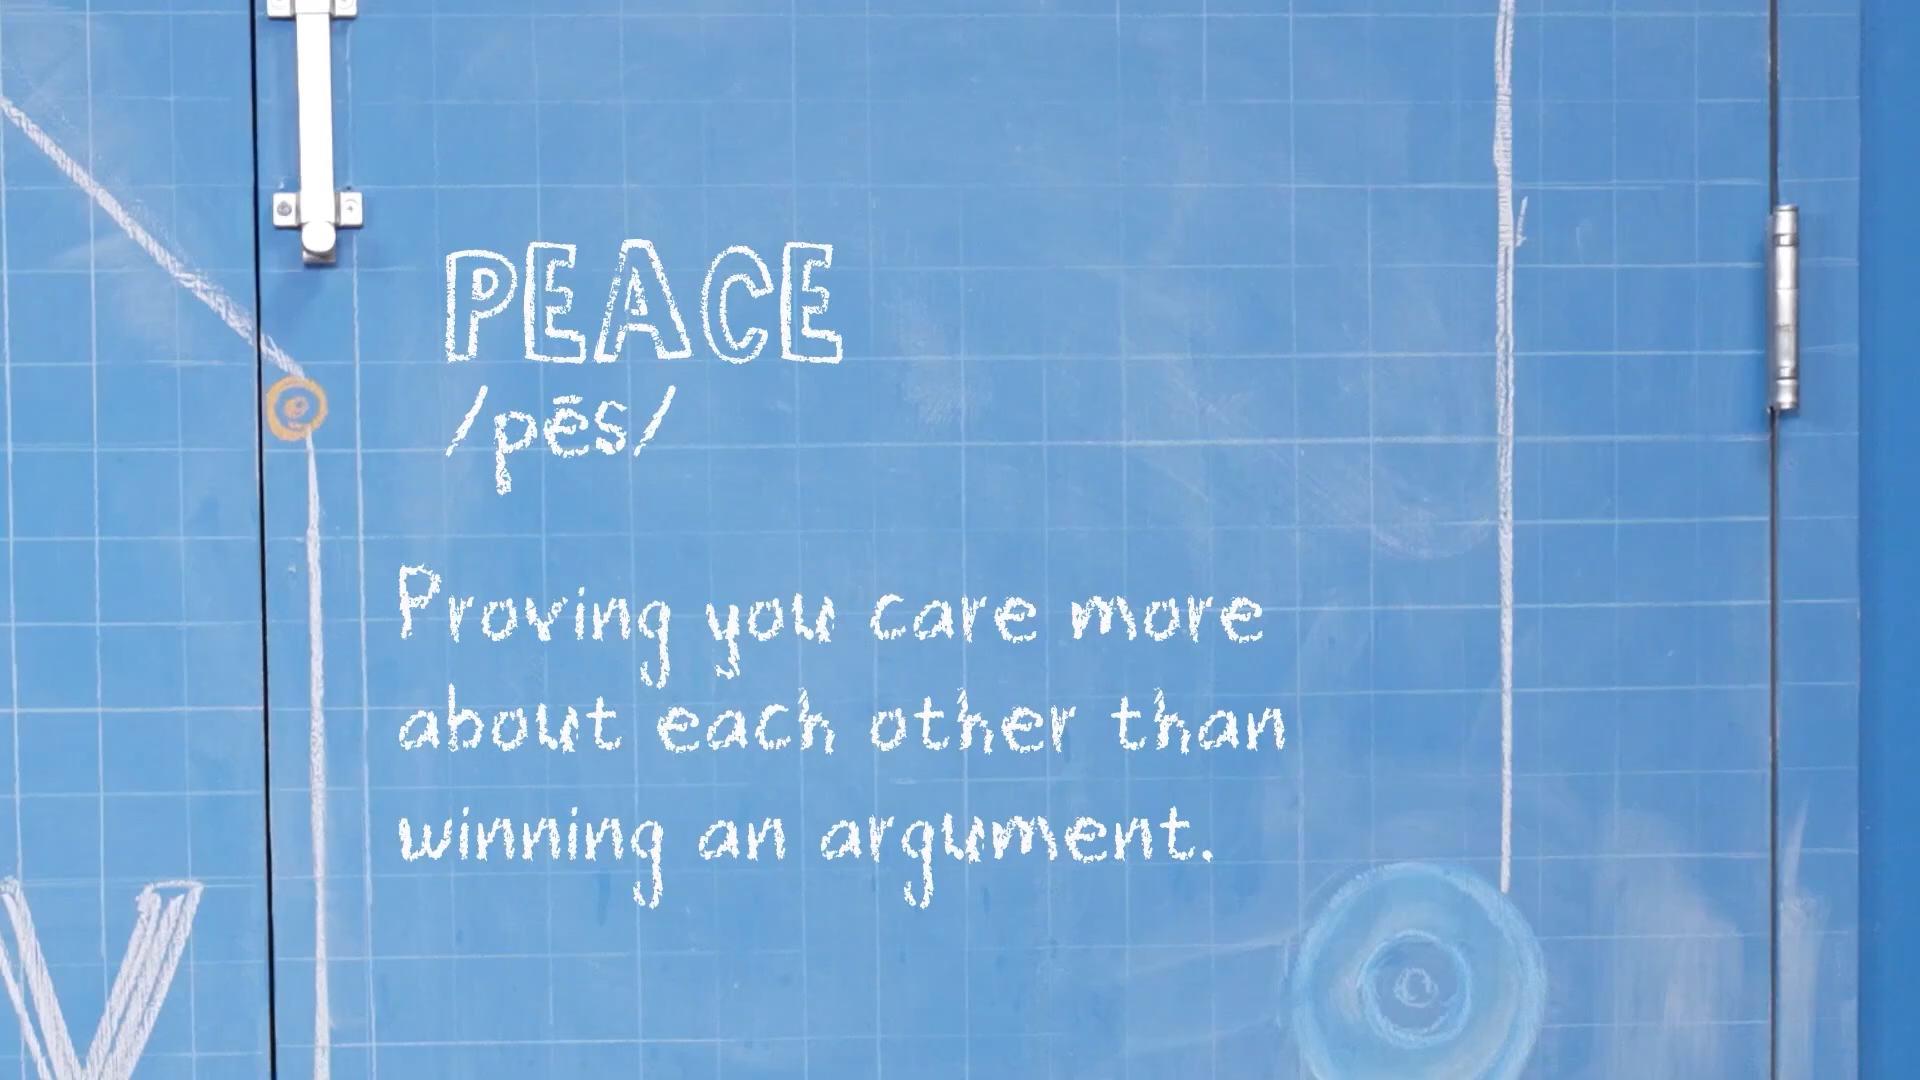 PEACE
/pēs/
Proving you care more
about each other than
winning an argument.